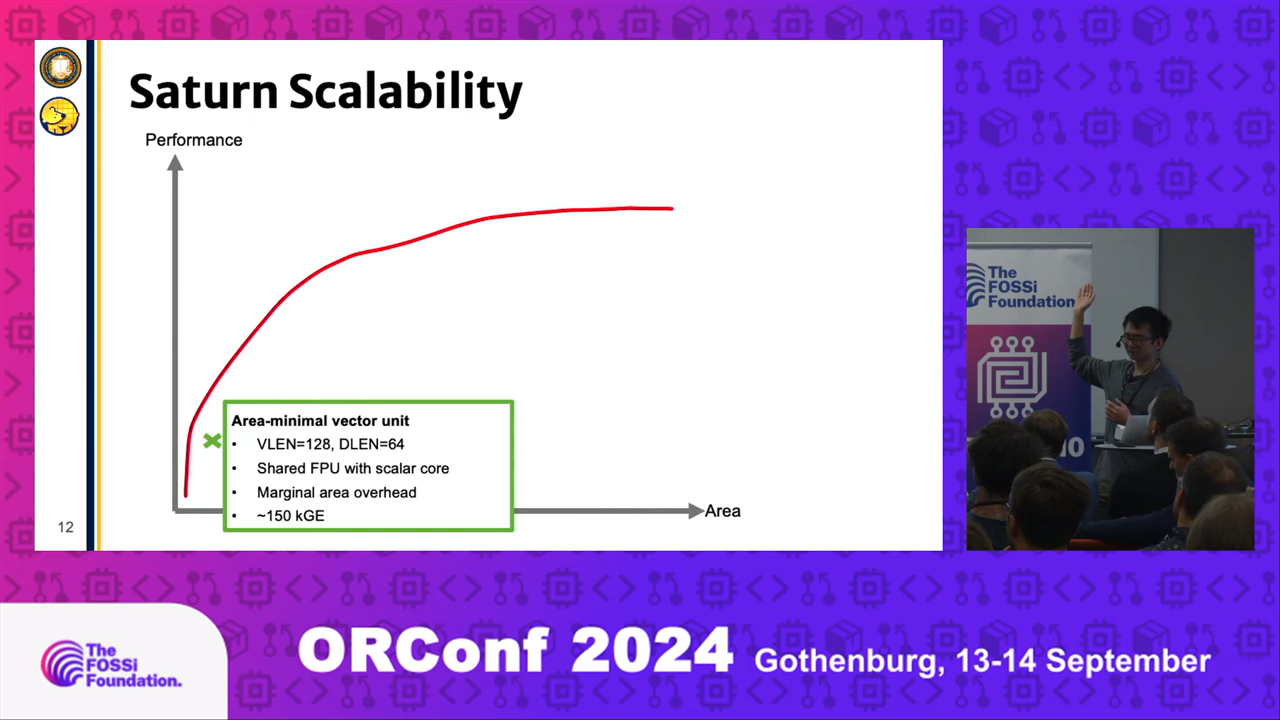 Saturn Scalability
Performance
Area-minimal vector unit
• VLEN=128, DLEN=64
• Shared FPU with scalar core
• Marginal area overhead
• ~150 kGE
Area
12
The
FOSSi
Foundation
The
FOSSi
Foundation.
ORConf 2024
Gothenburg, 13-14 September